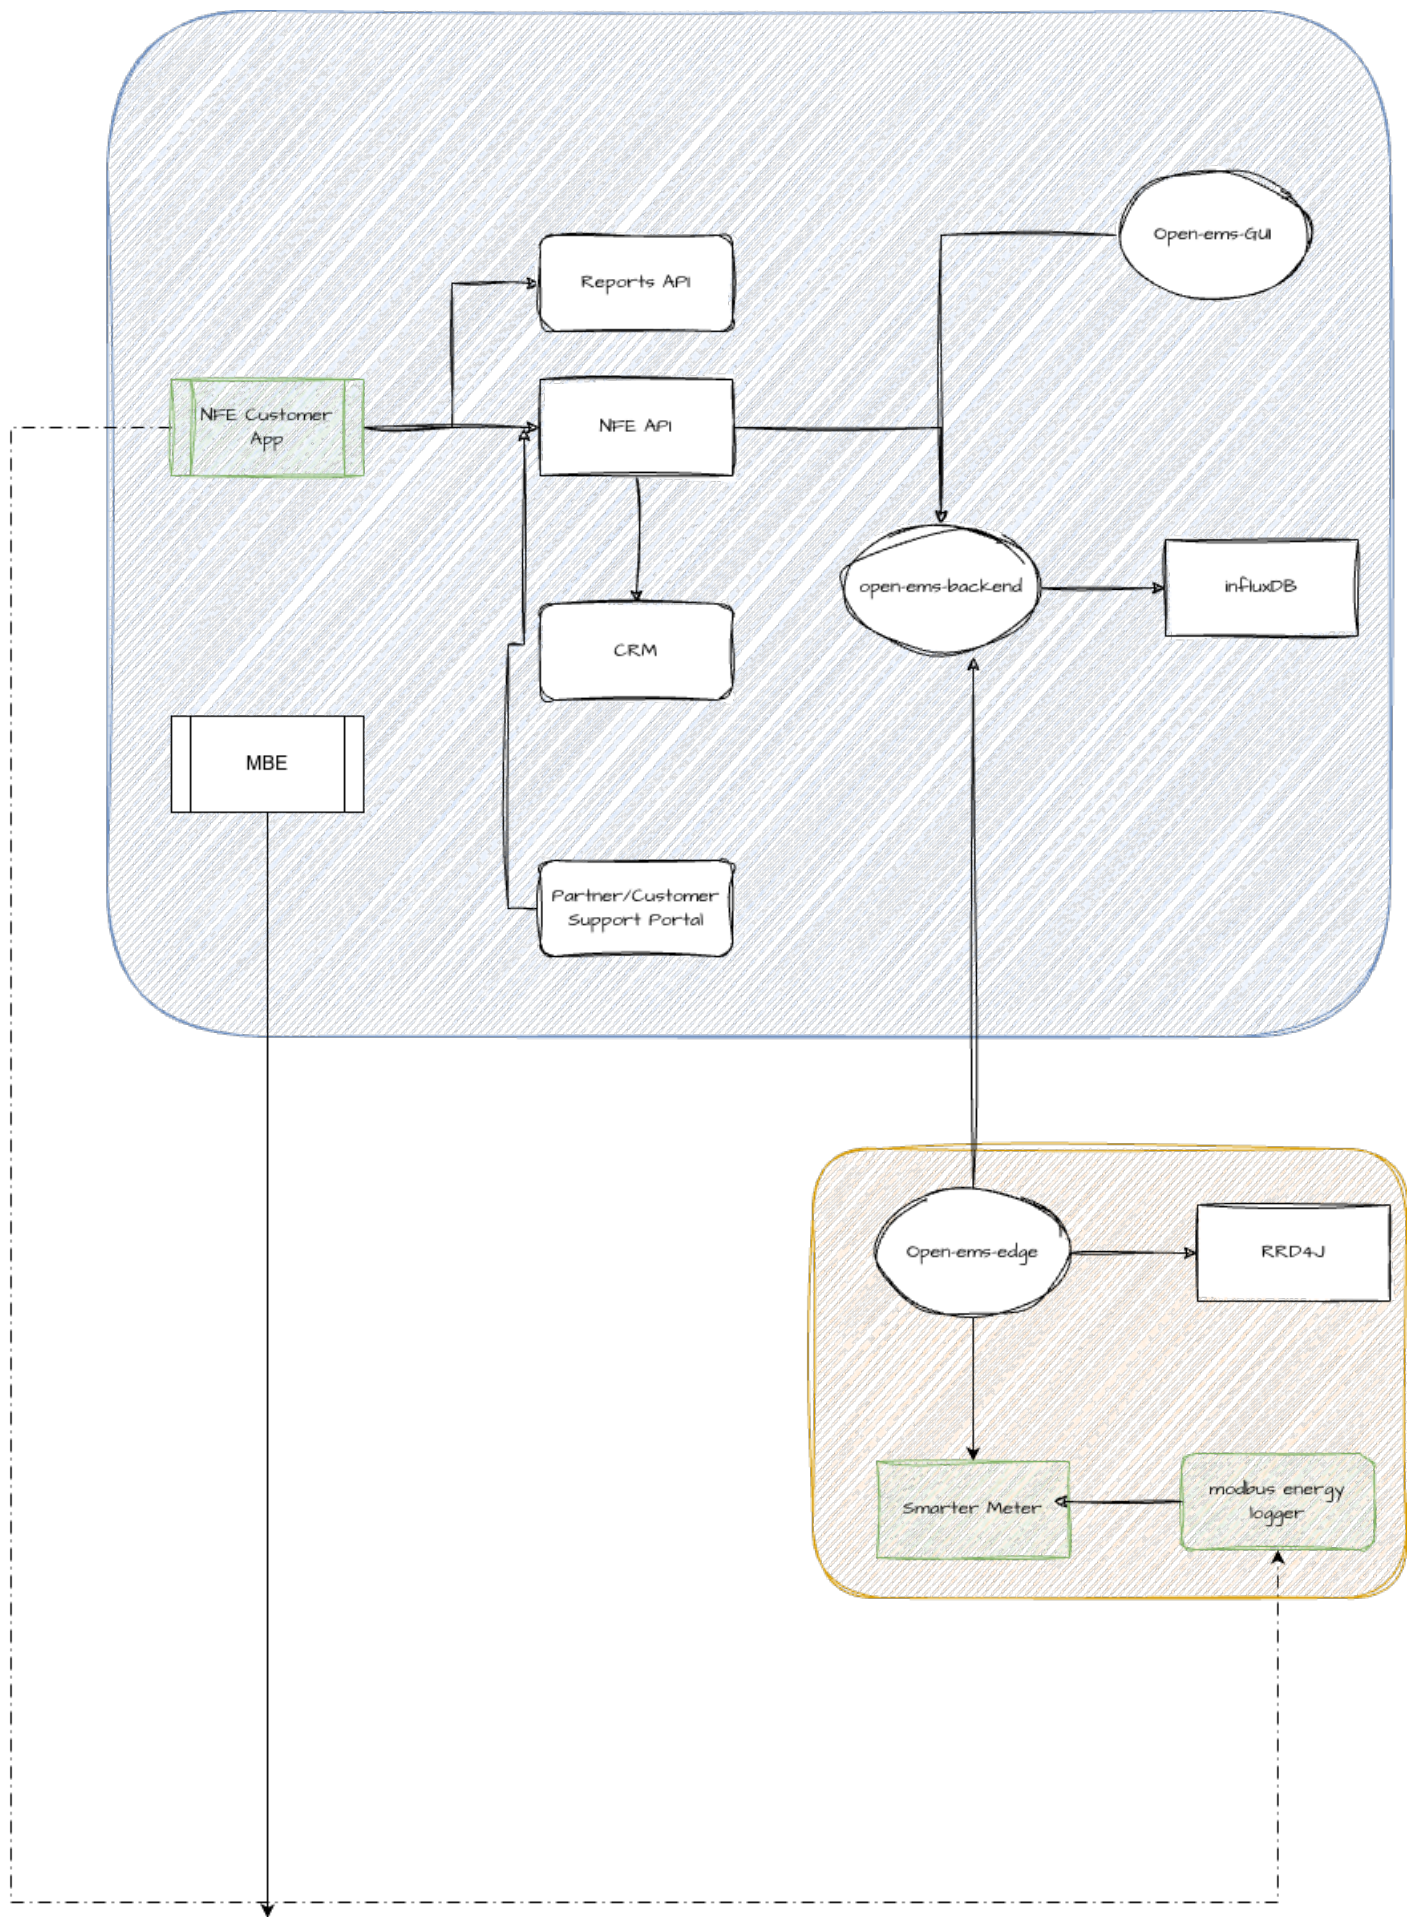 Open-ems-GUI
Reports API
NFE Customer
App
NFE API
open-ems-backend
influxDB
CRM
MBE
Partner/Customer
Support Portal
Open-ems-edge
RRD4J
Smarter Meter
modbus energy
logger